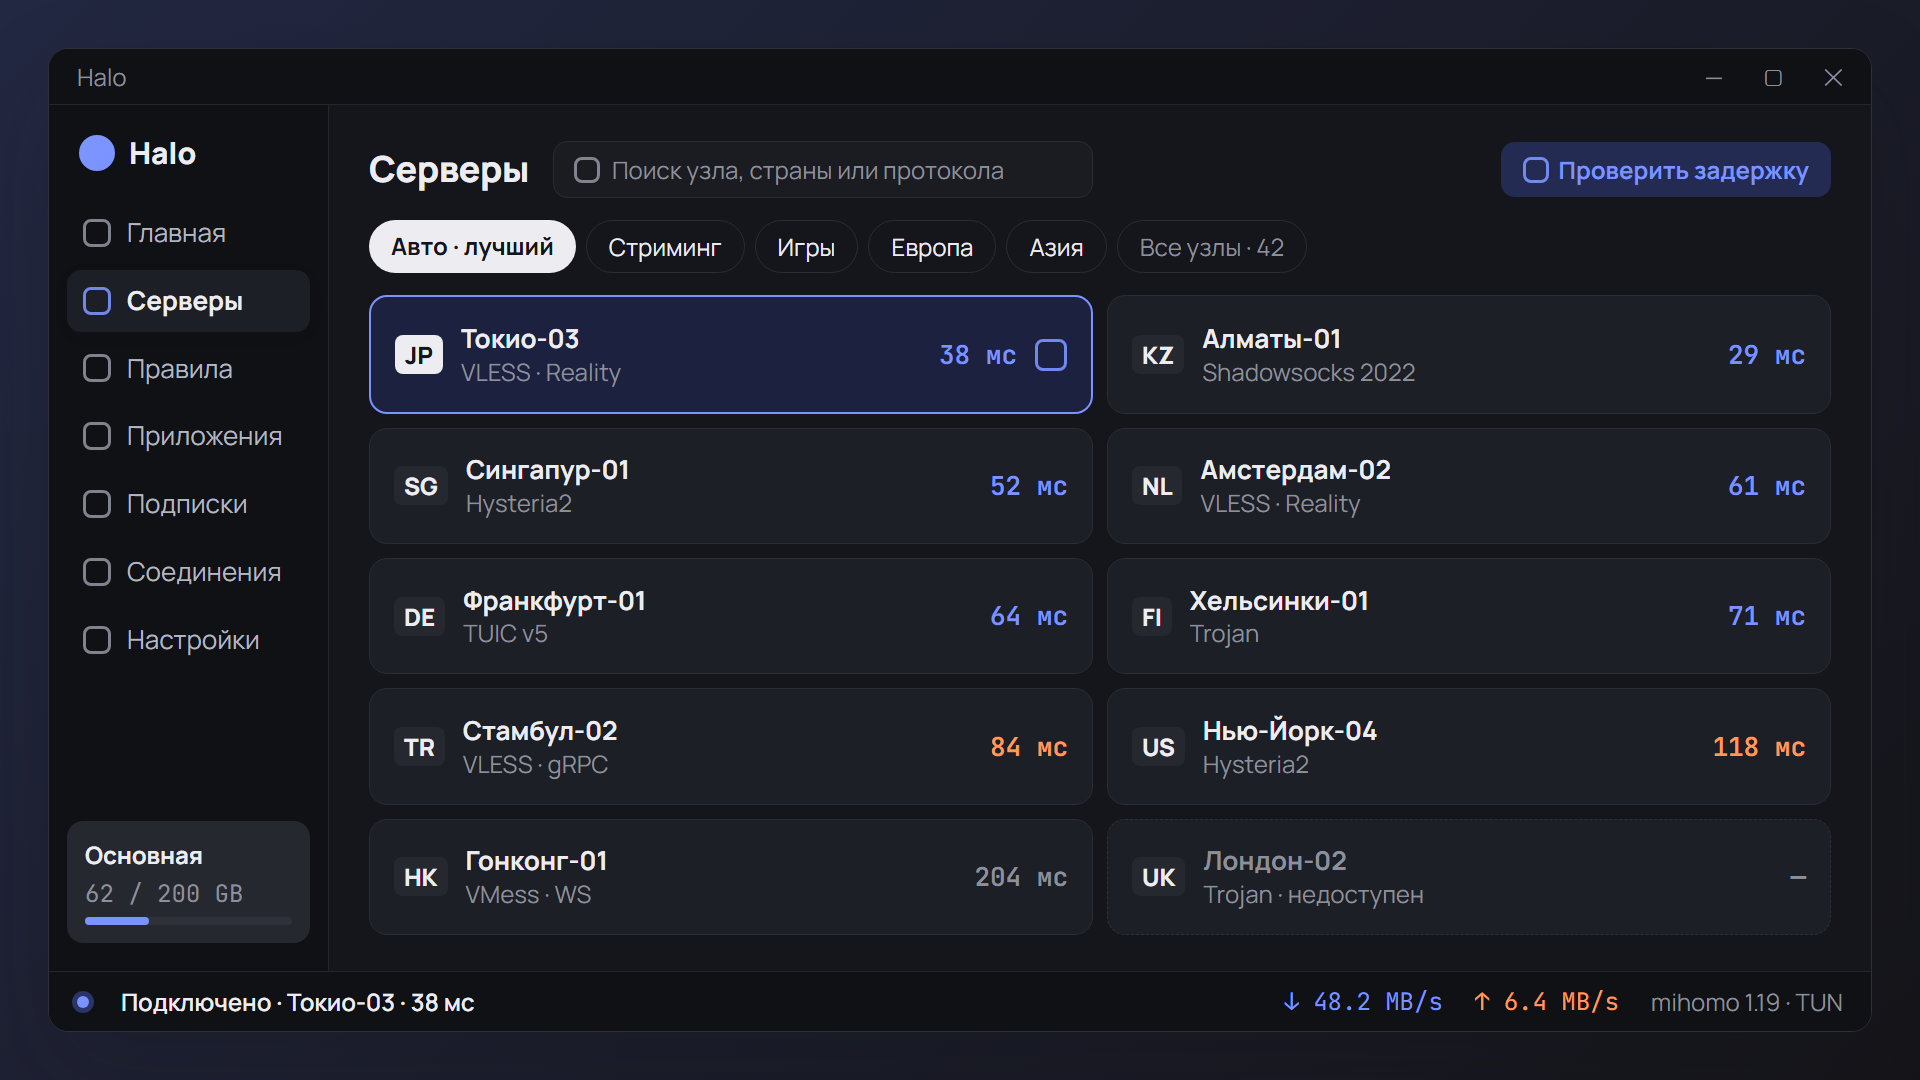 Halo
Halo
Главная
Серверы
Правила
Приложения
Подписки
Соединения
Настройки
Основная
62 / 200 GB
Серверы
Поиск узла, страны или протокола
Проверить задержку
Авто · лучший
Стриминг
Игры
Европа
Азия
Все узлы · 42
JP
Токио-03
VLESS · Reality
38 мс
KZ
Алматы-01
Shadowsocks 2022
29 мс
SG
Сингапур-01
Hysteria2
52 мс
NL
Амстердам-02
VLESS · Reality
61 мс
DE
Франкфурт-01
TUIC v5
64 мс
FI
Хельсинки-01
Trojan
71 мс
TR
Стамбул-02
VLESS · gRPC
84 мс
US
Нью-Йорк-04
Hysteria2
118 мс
HK
Гонконг-01
VMess · WS
204 мс
UK
Лондон-02
Trojan · недоступен
–
Подключено · Токио-03 · 38 мс
↓ 48.2 MB/s
↑ 6.4 MB/s
mihomo 1.19 · TUN